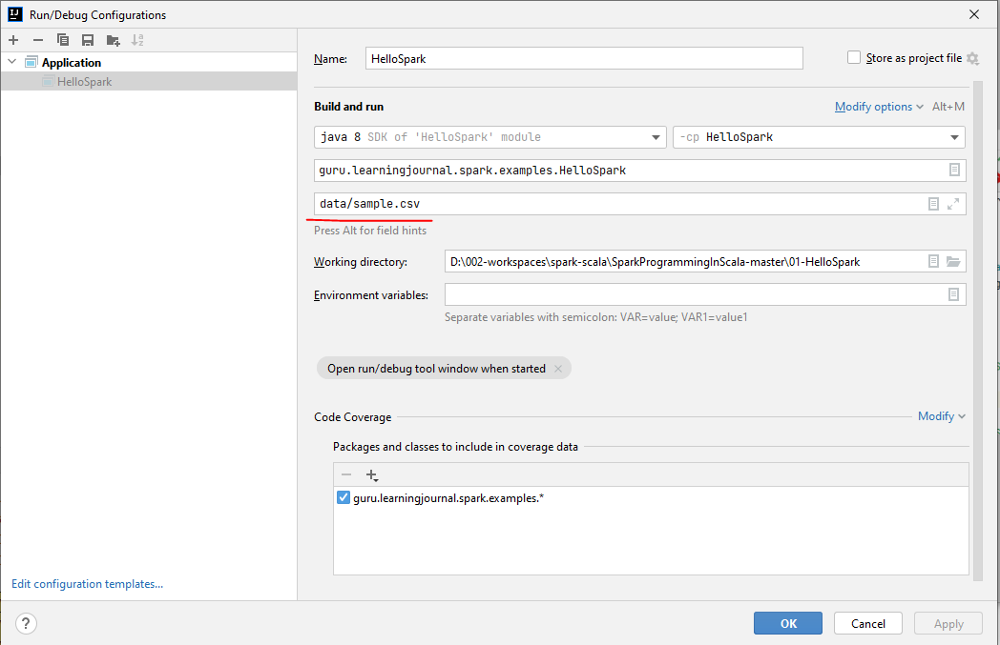 IJ Run/Debug Configurations
Application
HelloSpark
Edit configuration templates...
Name: HelloSpark Store as project file
Build and run Modify options Alt+M
java 8 SDK of 'HelloSpark' module -cp HelloSpark
guru.learningjournal.spark.examples.HelloSpark
data/sample.csv
Press Alt for field hints
Working directory: D:\002-workspaces\spark-scala\SparkProgrammingInScala-master\01-HelloSpark
Environment variables:
Separate variables with semicolon: VAR=value; VAR1=value1
Open run/debug tool window when started
Code Coverage Modify
Packages and classes to include in coverage data
guru.learningjournal.spark.examples.*
? OK Cancel Apply